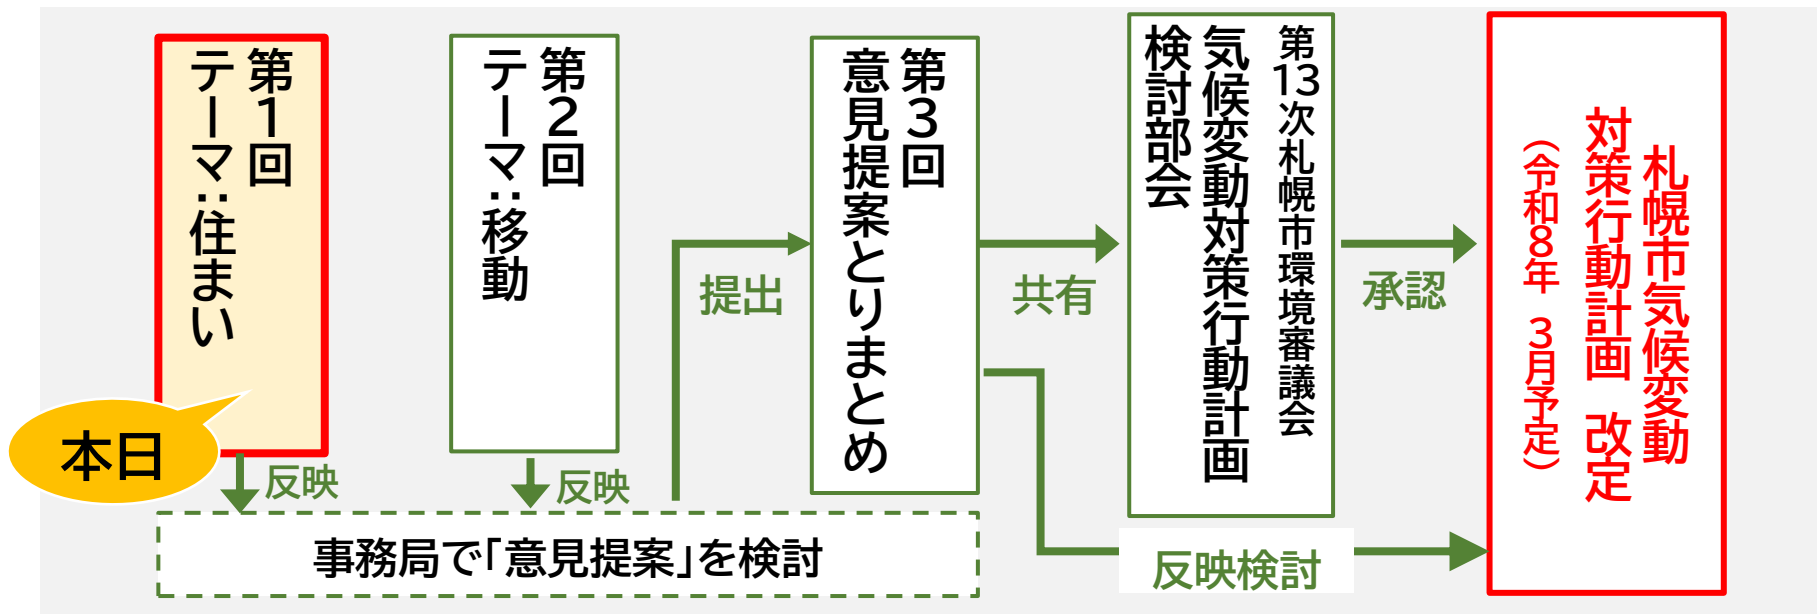 第1回
テーマ:住まい
本日
反映
第2回
テーマ:移動
反映
事務局で「意見提案」を検討
提出
第3回
意見提案とりまとめ
共有
第13次札幌市環境審議会
気候変動対策行動計画
検討部会
承認
反映検討
札幌市気候変動
対策行動計画 改定
(令和8年 3月予定)